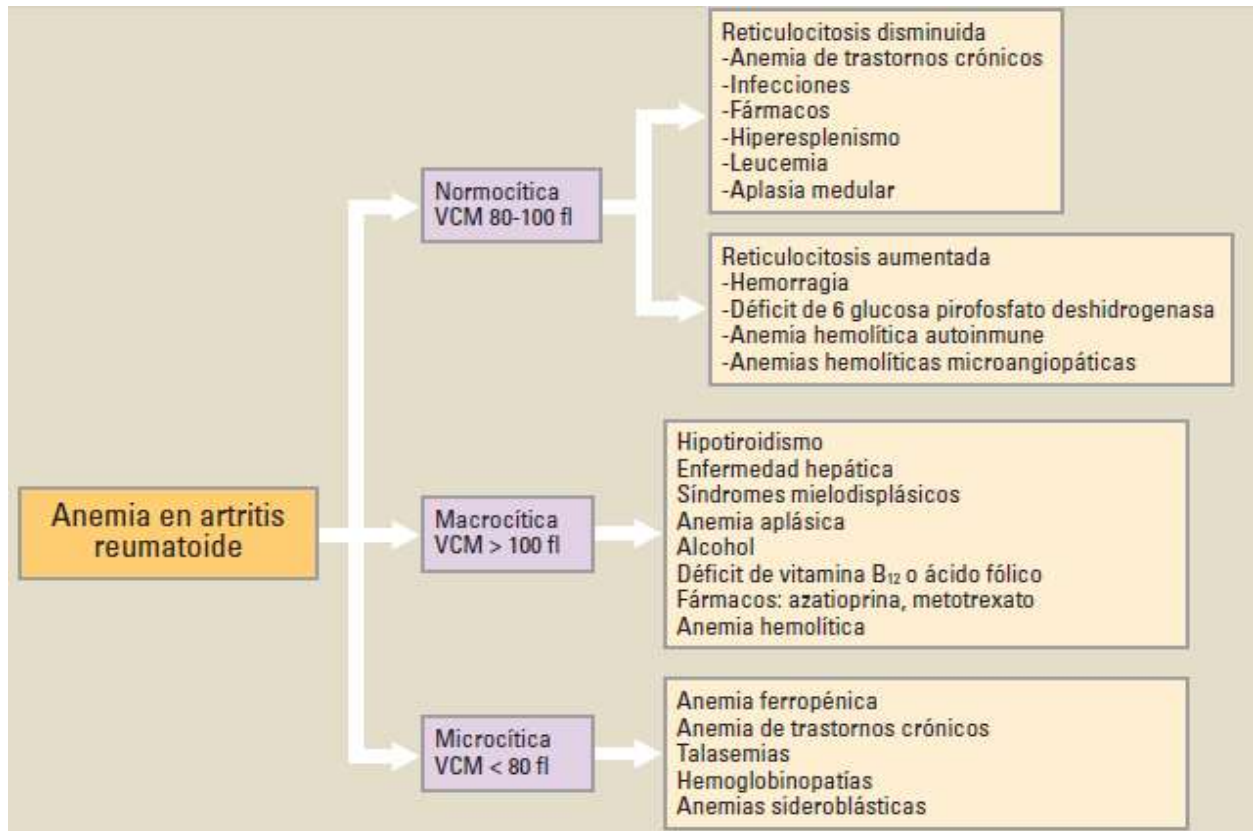 Anemia en artritis
reumatoide
Normocítica
VCM 80-100 fl
Reticulocitosis disminuida
-Anemia de trastornos crónicos
-Infecciones
-Fármacos
-Hiperesplenismo
-Leucemia
-Aplasia medular
Reticulocitosis aumentada
-Hemorragia
-Déficit de 6 glucosa pirofosfato deshidrogenasa
-Anemia hemolítica autoinmune
-Anemias hemolíticas microangiopáticas
Macrocítica
VCM > 100 fl
Hipotiroidismo
Enfermedad hepática
Síndromes mielodisplásicos
Anemia aplásica
Alcohol
Déficit de vitamina B₁₂ o ácido fólico
Fármacos: azatioprina, metotrexato
Anemia hemolítica
Microcítica
VCM < 80 fl
Anemia ferropénica
Anemia de trastornos crónicos
Talasemias
Hemoglobinopatías
Anemias sideroblásticas